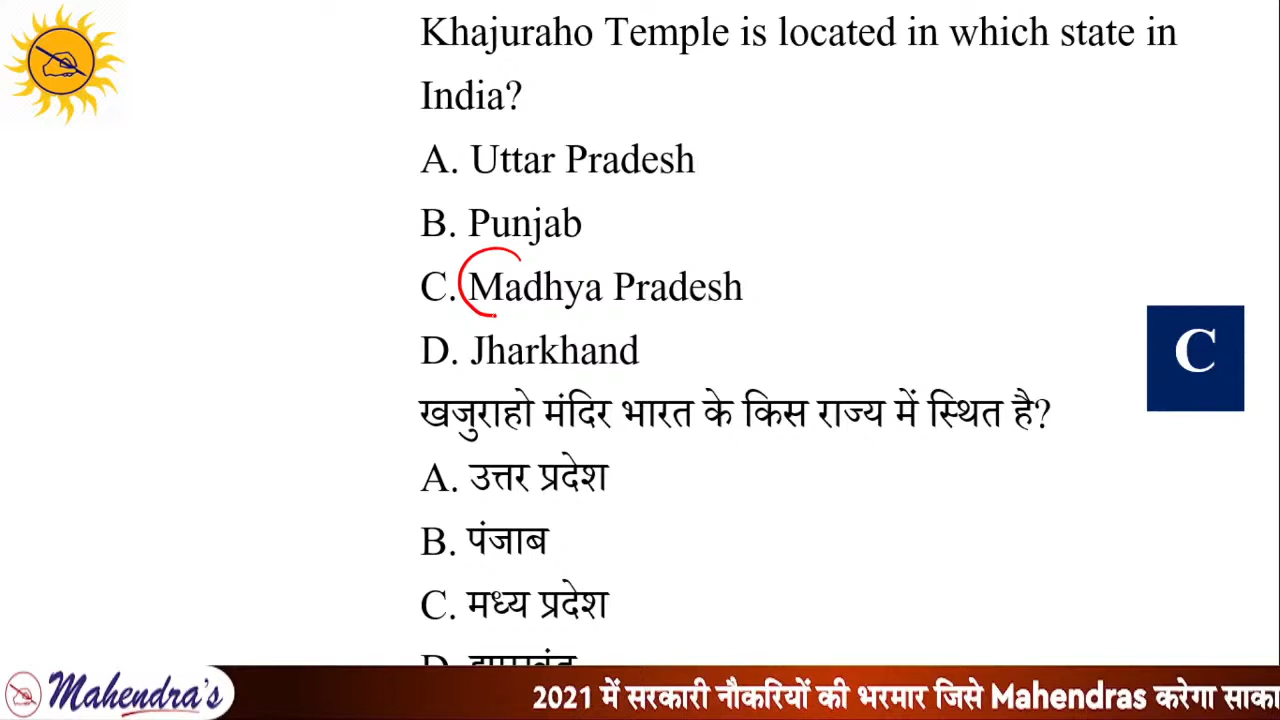 Khajuraho Temple is located in which state in
India?
A. Uttar Pradesh
B. Punjab
C. Madhya Pradesh
D. Jharkhand
C
खजुराहो मंदिर भारत के किस राज्य में स्थित है?
A. उत्तर प्रदेश
B. पंजाब
C. मध्य प्रदेश
D.
Mahendra's
2021 में सरकारी नौकरियों की भरमार जिसे Mahendras करेगा साका